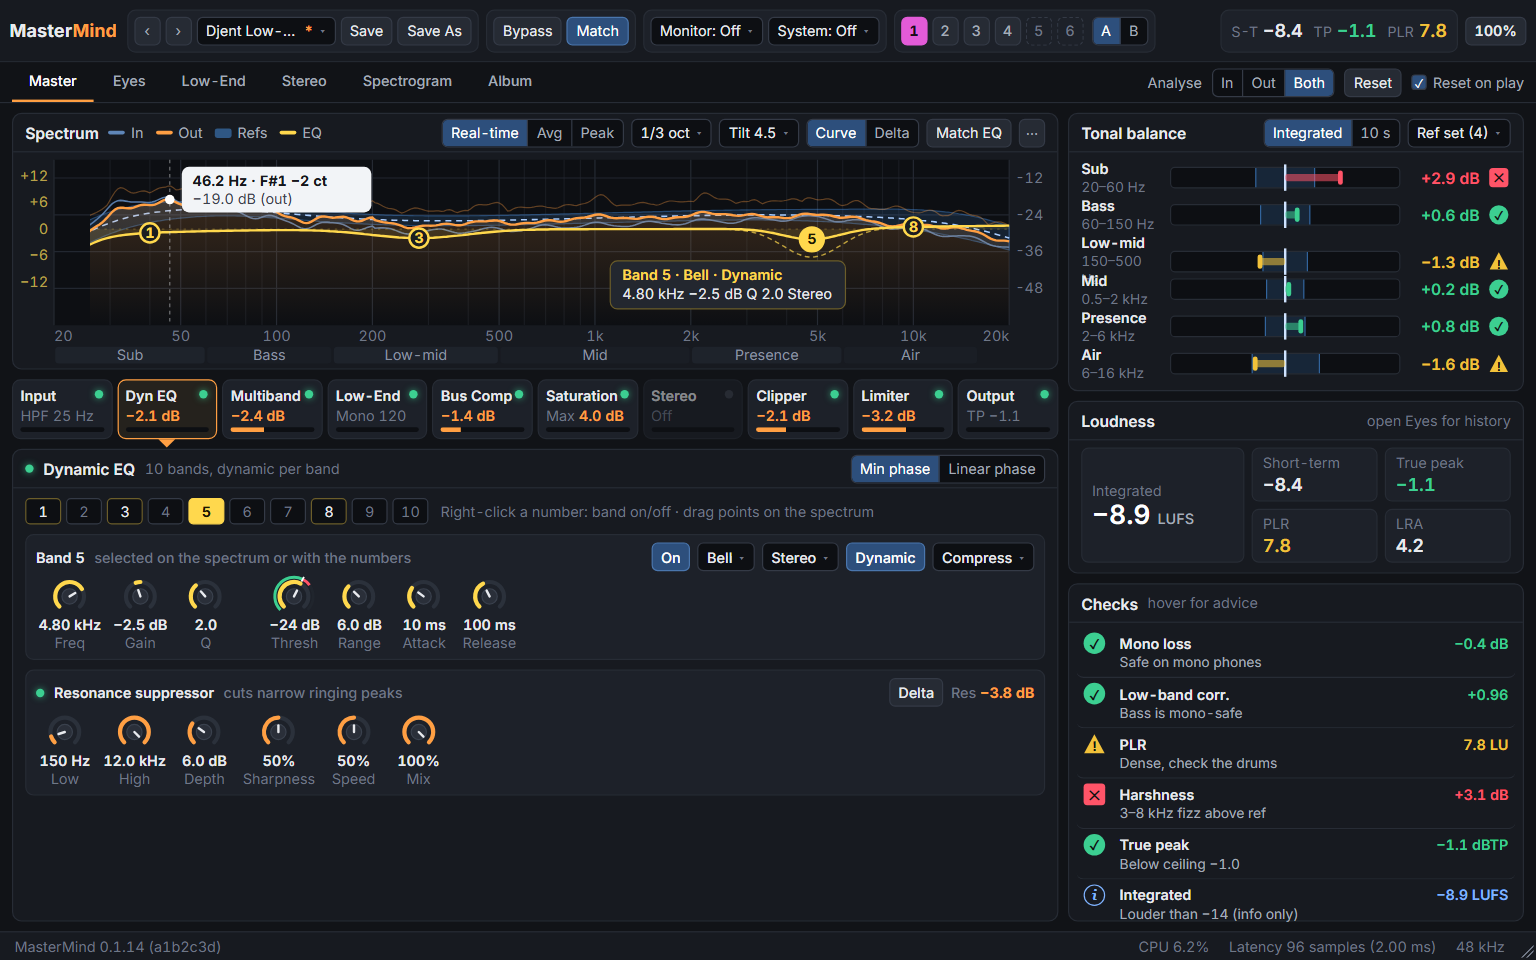 MasterMind ‹ › Djent Low-... * Save Save As Bypass Match Monitor: Off System: Off 1 2 3 4 5 6 A B S-T −8.4 TP −1.1 PLR 7.8 100%
Master Eyes Low-End Stereo Spectrogram Album Analyse In Out Both Reset Reset on play
Spectrum In Out Refs EQ Real-time Avg Peak 1/3 oct Tilt 4.5 Curve Delta Match EQ ...
+12 −12
+6 −24
0 −36
−6 −48
−12
46.2 Hz · F#1 −2 ct
−19.0 dB (out)
1 3 5 8
Band 5 · Bell · Dynamic
4.80 kHz −2.5 dB Q 2.0 Stereo
20 50 100 200 500 1k 2k 5k 10k 20k
Sub Bass Low-mid Mid Presence Air
Input Dyn EQ Multiband Low-End Bus Comp Saturation Stereo Clipper Limiter Output
HPF 25 Hz −2.1 dB −2.4 dB Mono 120 −1.4 dB Max 4.0 dB Off −2.1 dB −3.2 dB TP −1.1
Dynamic EQ 10 bands, dynamic per band Min phase Linear phase
1 2 3 4 5 6 7 8 9 10 Right-click a number: band on/off · drag points on the spectrum
Band 5 selected on the spectrum or with the numbers On Bell Stereo Dynamic Compress
4.80 kHz −2.5 dB 2.0 −24 dB 6.0 dB 10 ms 100 ms
Freq Gain Q Thresh Range Attack Release
Resonance suppressor cuts narrow ringing peaks Delta Res −3.8 dB
150 Hz 12.0 kHz 6.0 dB 50% 50% 100%
Low High Depth Sharpness Speed Mix
Tonal balance Integrated 10 s Ref set (4)
Sub +2.9 dB
20–60 Hz
Bass +0.6 dB
60–150 Hz
Low-mid −1.3 dB
150–500
Mid +0.2 dB
0.5–2 kHz
Presence +0.8 dB
2–6 kHz
Air −1.6 dB
6–16 kHz
Loudness open Eyes for history
Integrated
−8.9 LUFS
Short-term
−8.4
True peak
−1.1
PLR
7.8
LRA
4.2
Checks hover for advice
Mono loss −0.4 dB
Safe on mono phones
Low-band corr. +0.96
Bass is mono-safe
PLR 7.8 LU
Dense, check the drums
Harshness +3.1 dB
3–8 kHz fizz above ref
True peak −1.1 dBTP
Below ceiling −1.0
Integrated −8.9 LUFS
Louder than −14 (info only)
MasterMind 0.1.14 (a1b2c3d) CPU 6.2% Latency 96 samples (2.00 ms) 48 kHz